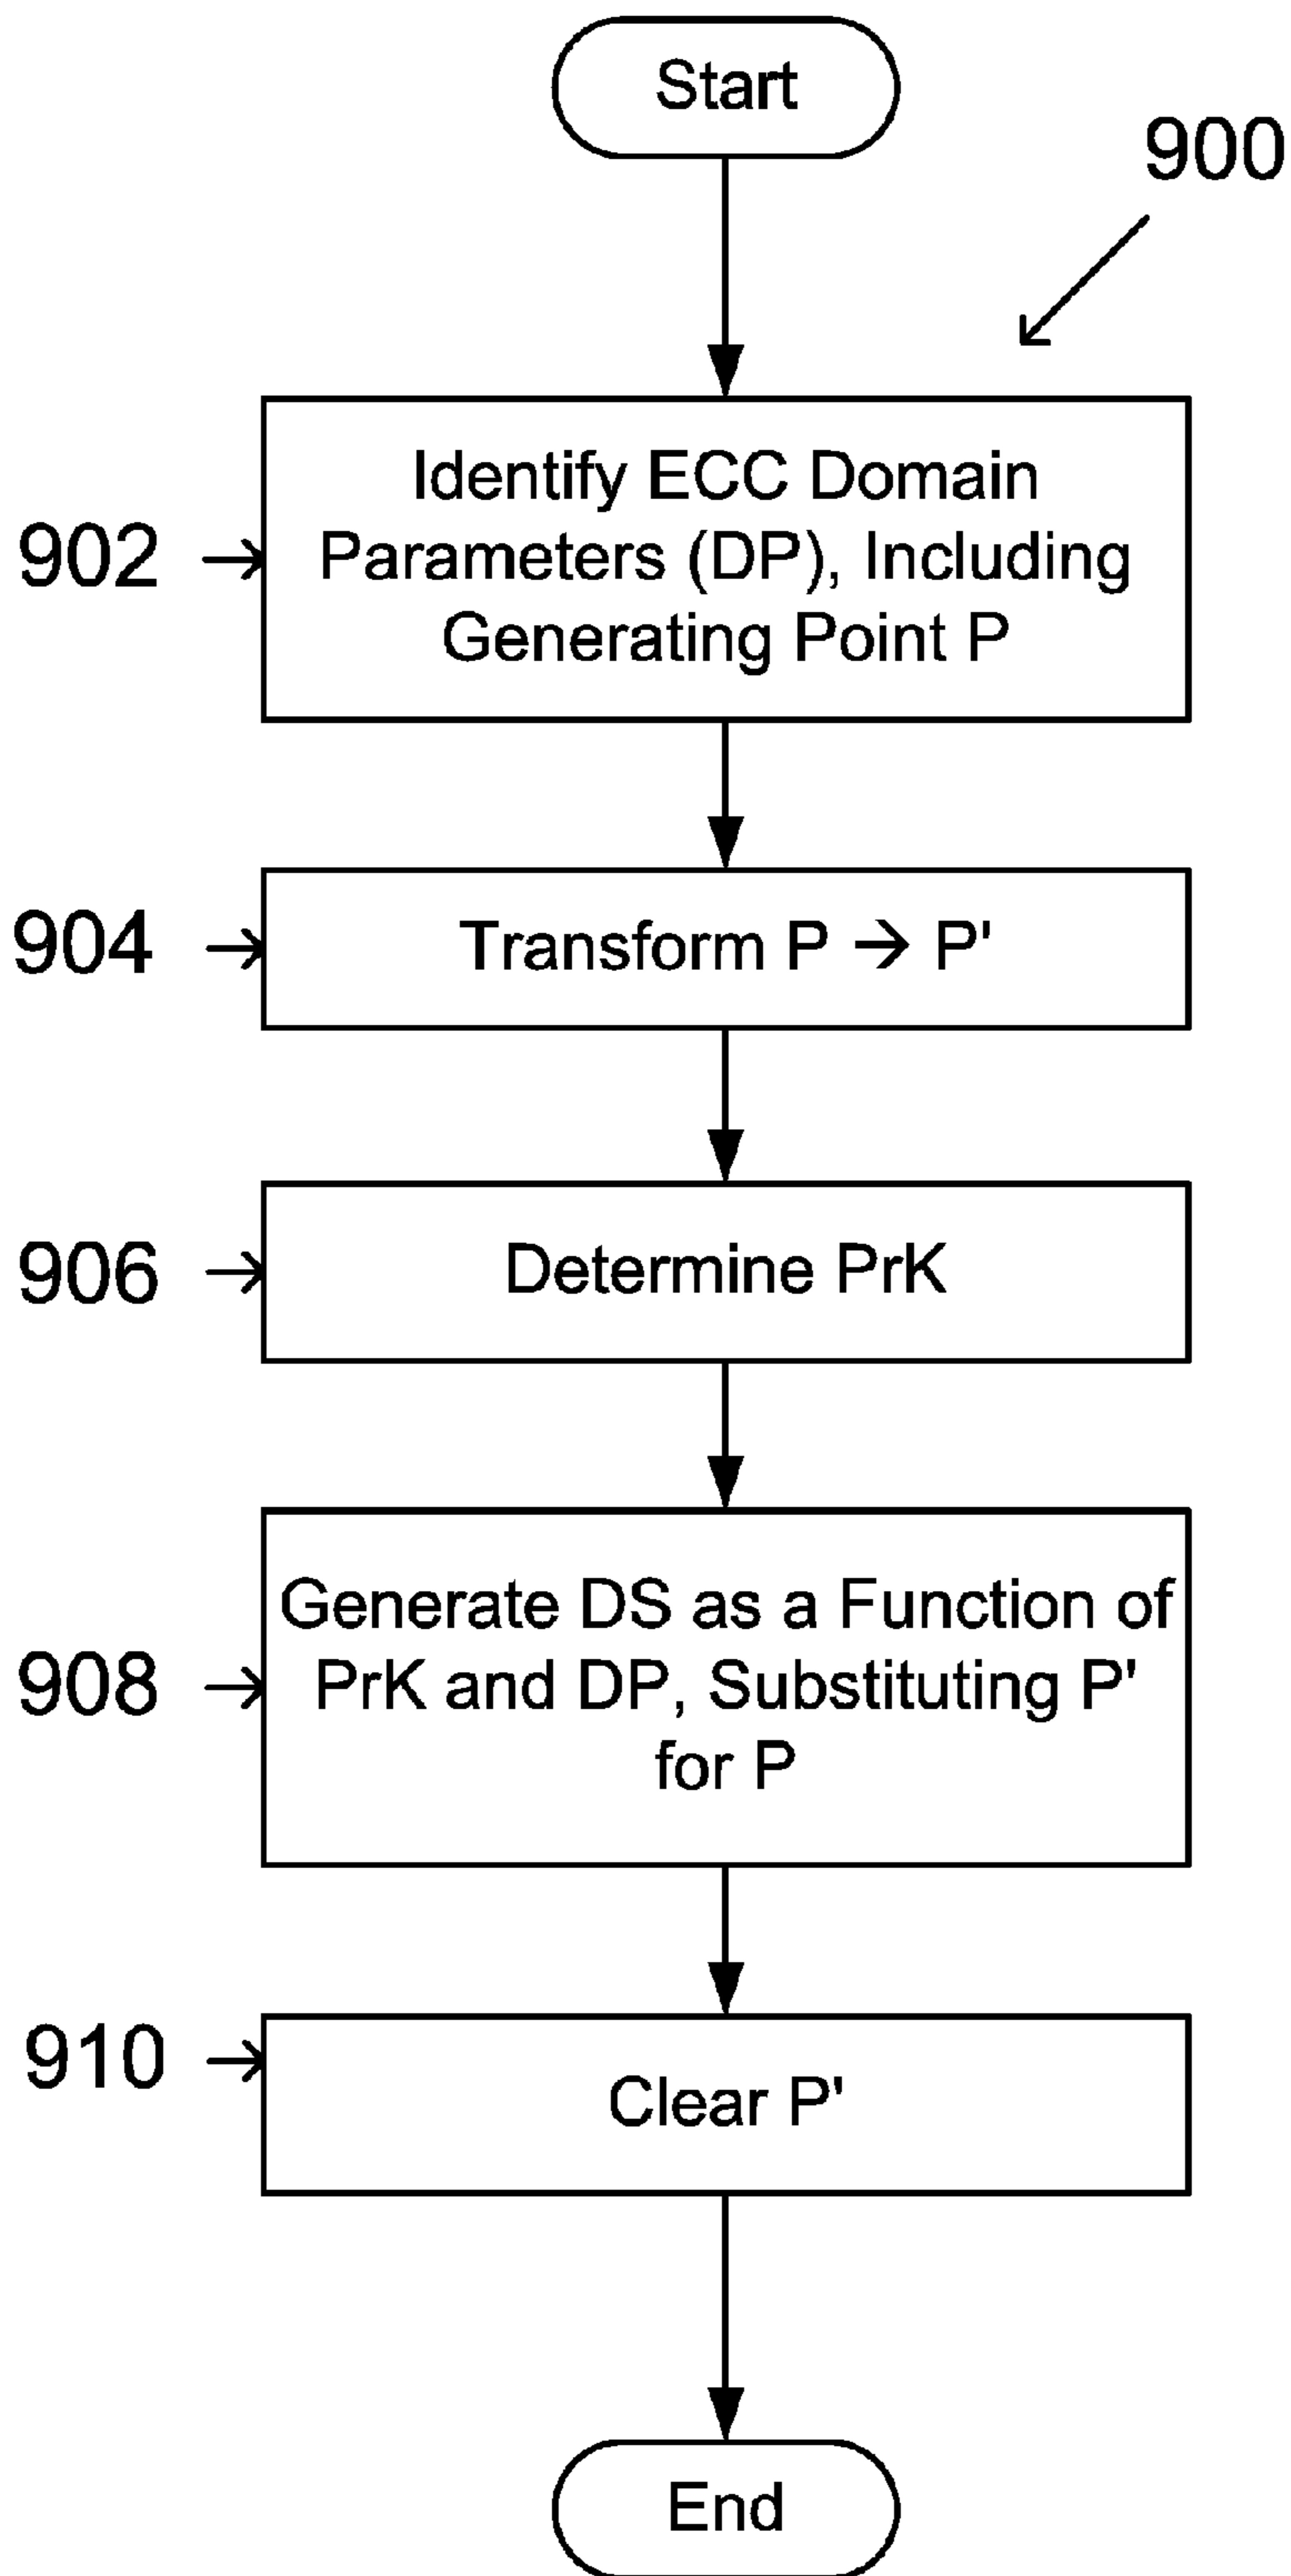 Start
900
902
Identify ECC Domain
Parameters (DP), Including
Generating Point P
904
Transform P → P'
906
Determine PrK
908
Generate DS as a Function of
PrK and DP, Substituting P'
for P
910
Clear P'
End